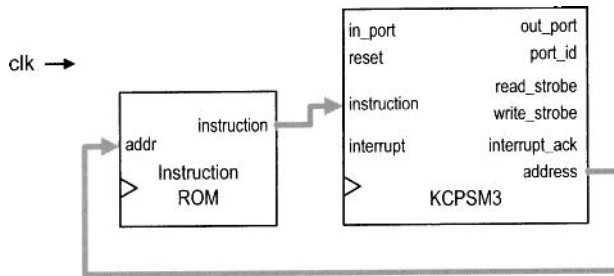 clk
addr
instruction
Instruction
ROM
in_port
reset
instruction
interrupt
out_port
port_id
read_strobe
write_strobe
interrupt_ack
address
KCPSM3